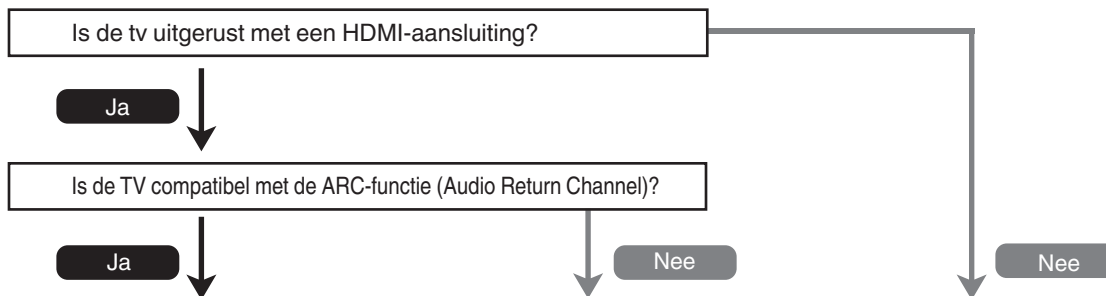 Is de tv uitgerust met een HDMI-aansluiting?
Ja
Is de TV compatibel met de ARC-functie (Audio Return Channel)?
Ja
Nee
Nee